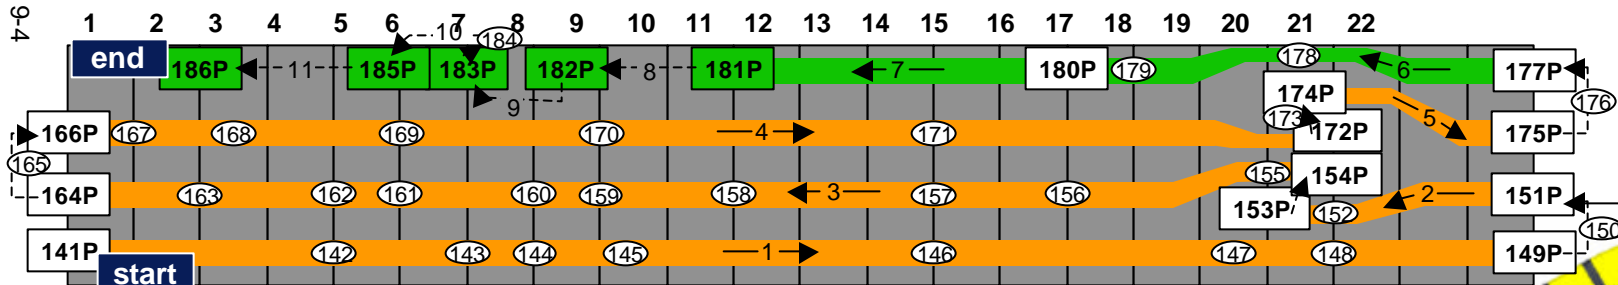 9-4
1 2 3 4 5 6 7 8 9 10 11 12 13 14 15 16 17 18 19 20 21 22
10 184
end 186P 11 185P 183P 182P 8 181P 7 180P 179 178 6 177P
9
174P 5 176
173
166P 167 168 169 170 4 171 172P 175P
165
155 154P
164P 163 162 161 160 159 158 3 157 156 153P 152 2 151P
150
141P 142 143 144 145 1 146 147 148 149P
start